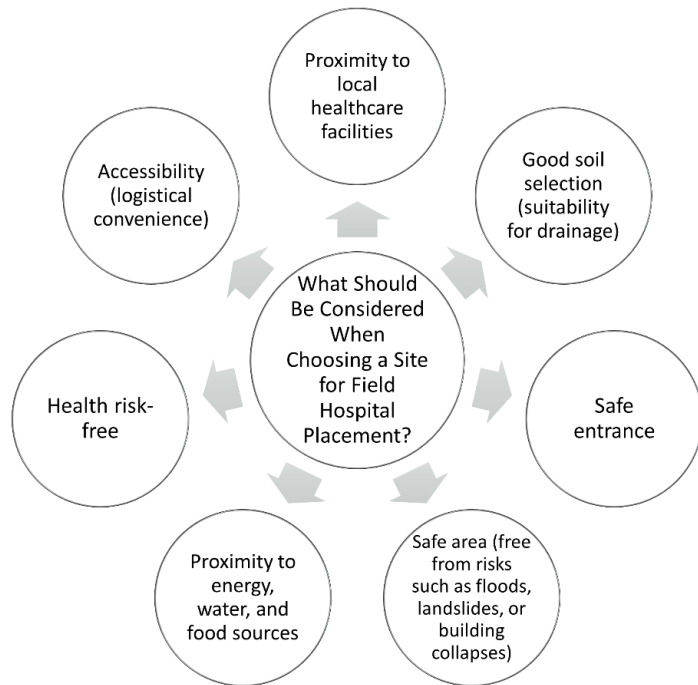 Proximity to
local
healthcare
facilities
Good soil
selection
(suitability
for drainage)
Safe
entrance
Safe area (free
from risks
such as floods,
landslides, or
building
collapses)
Proximity to
energy,
water, and
food sources
Health risk-
free
Accessibility
(logistical
convenience)
What Should
Be Considered
When
Choosing a Site
for Field
Hospital
Placement?